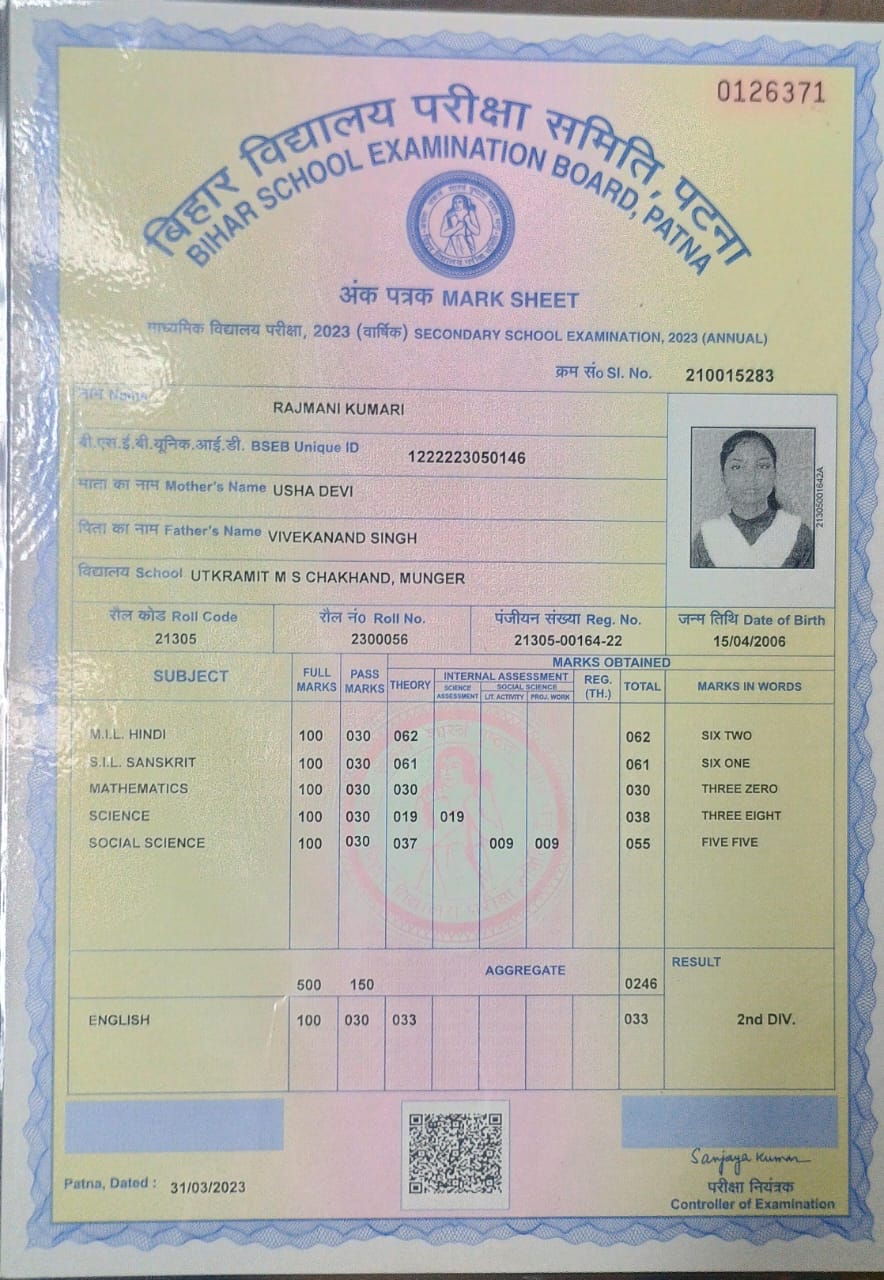 0126371
बिहार विद्यालय परीक्षा समिति, पटना
BIHAR SCHOOL EXAMINATION BOARD, PATNA
अंक पत्रक MARK SHEET
माध्यमिक विद्यालय परीक्षा, 2023 (वार्षिक) SECONDARY SCHOOL EXAMINATION, 2023 (ANNUAL)
क्रम सं० Sl. No. 210015283
नाम Name RAJMANI KUMARI
बी.एस.ई.बी.यूनिक.आई.डी. BSEB Unique ID 1222223050146
माता का नाम Mother's Name USHA DEVI
पिता का नाम Father's Name VIVEKANAND SINGH
विद्यालय School UTKRAMIT M S CHAKHAND, MUNGER
21305001642A
रौल कोड Roll Code रौल नं० Roll No. पंजीयन संख्या Reg. No. जन्म तिथि Date of Birth
21305 2300056 21305-00164-22 15/04/2006
SUBJECT FULL MARKS PASS MARKS MARKS OBTAINED
THEORY INTERNAL ASSESSMENT REG. (TH.) TOTAL MARKS IN WORDS
SCIENCE ASSESSMENT SOCIAL SCIENCE
LIT. ACTIVITY PROJ. WORK
M.I.L. HINDI 100 030 062 062 SIX TWO
S.I.L. SANSKRIT 100 030 061 061 SIX ONE
MATHEMATICS 100 030 030 030 THREE ZERO
SCIENCE 100 030 019 019 038 THREE EIGHT
SOCIAL SCIENCE 100 030 037 009 009 055 FIVE FIVE
500 150 AGGREGATE 0246 RESULT
ENGLISH 100 030 033 033 2nd DIV.
Patna, Dated : 31/03/2023
Sanjaya Kumar
परीक्षा नियंत्रक
Controller of Examination